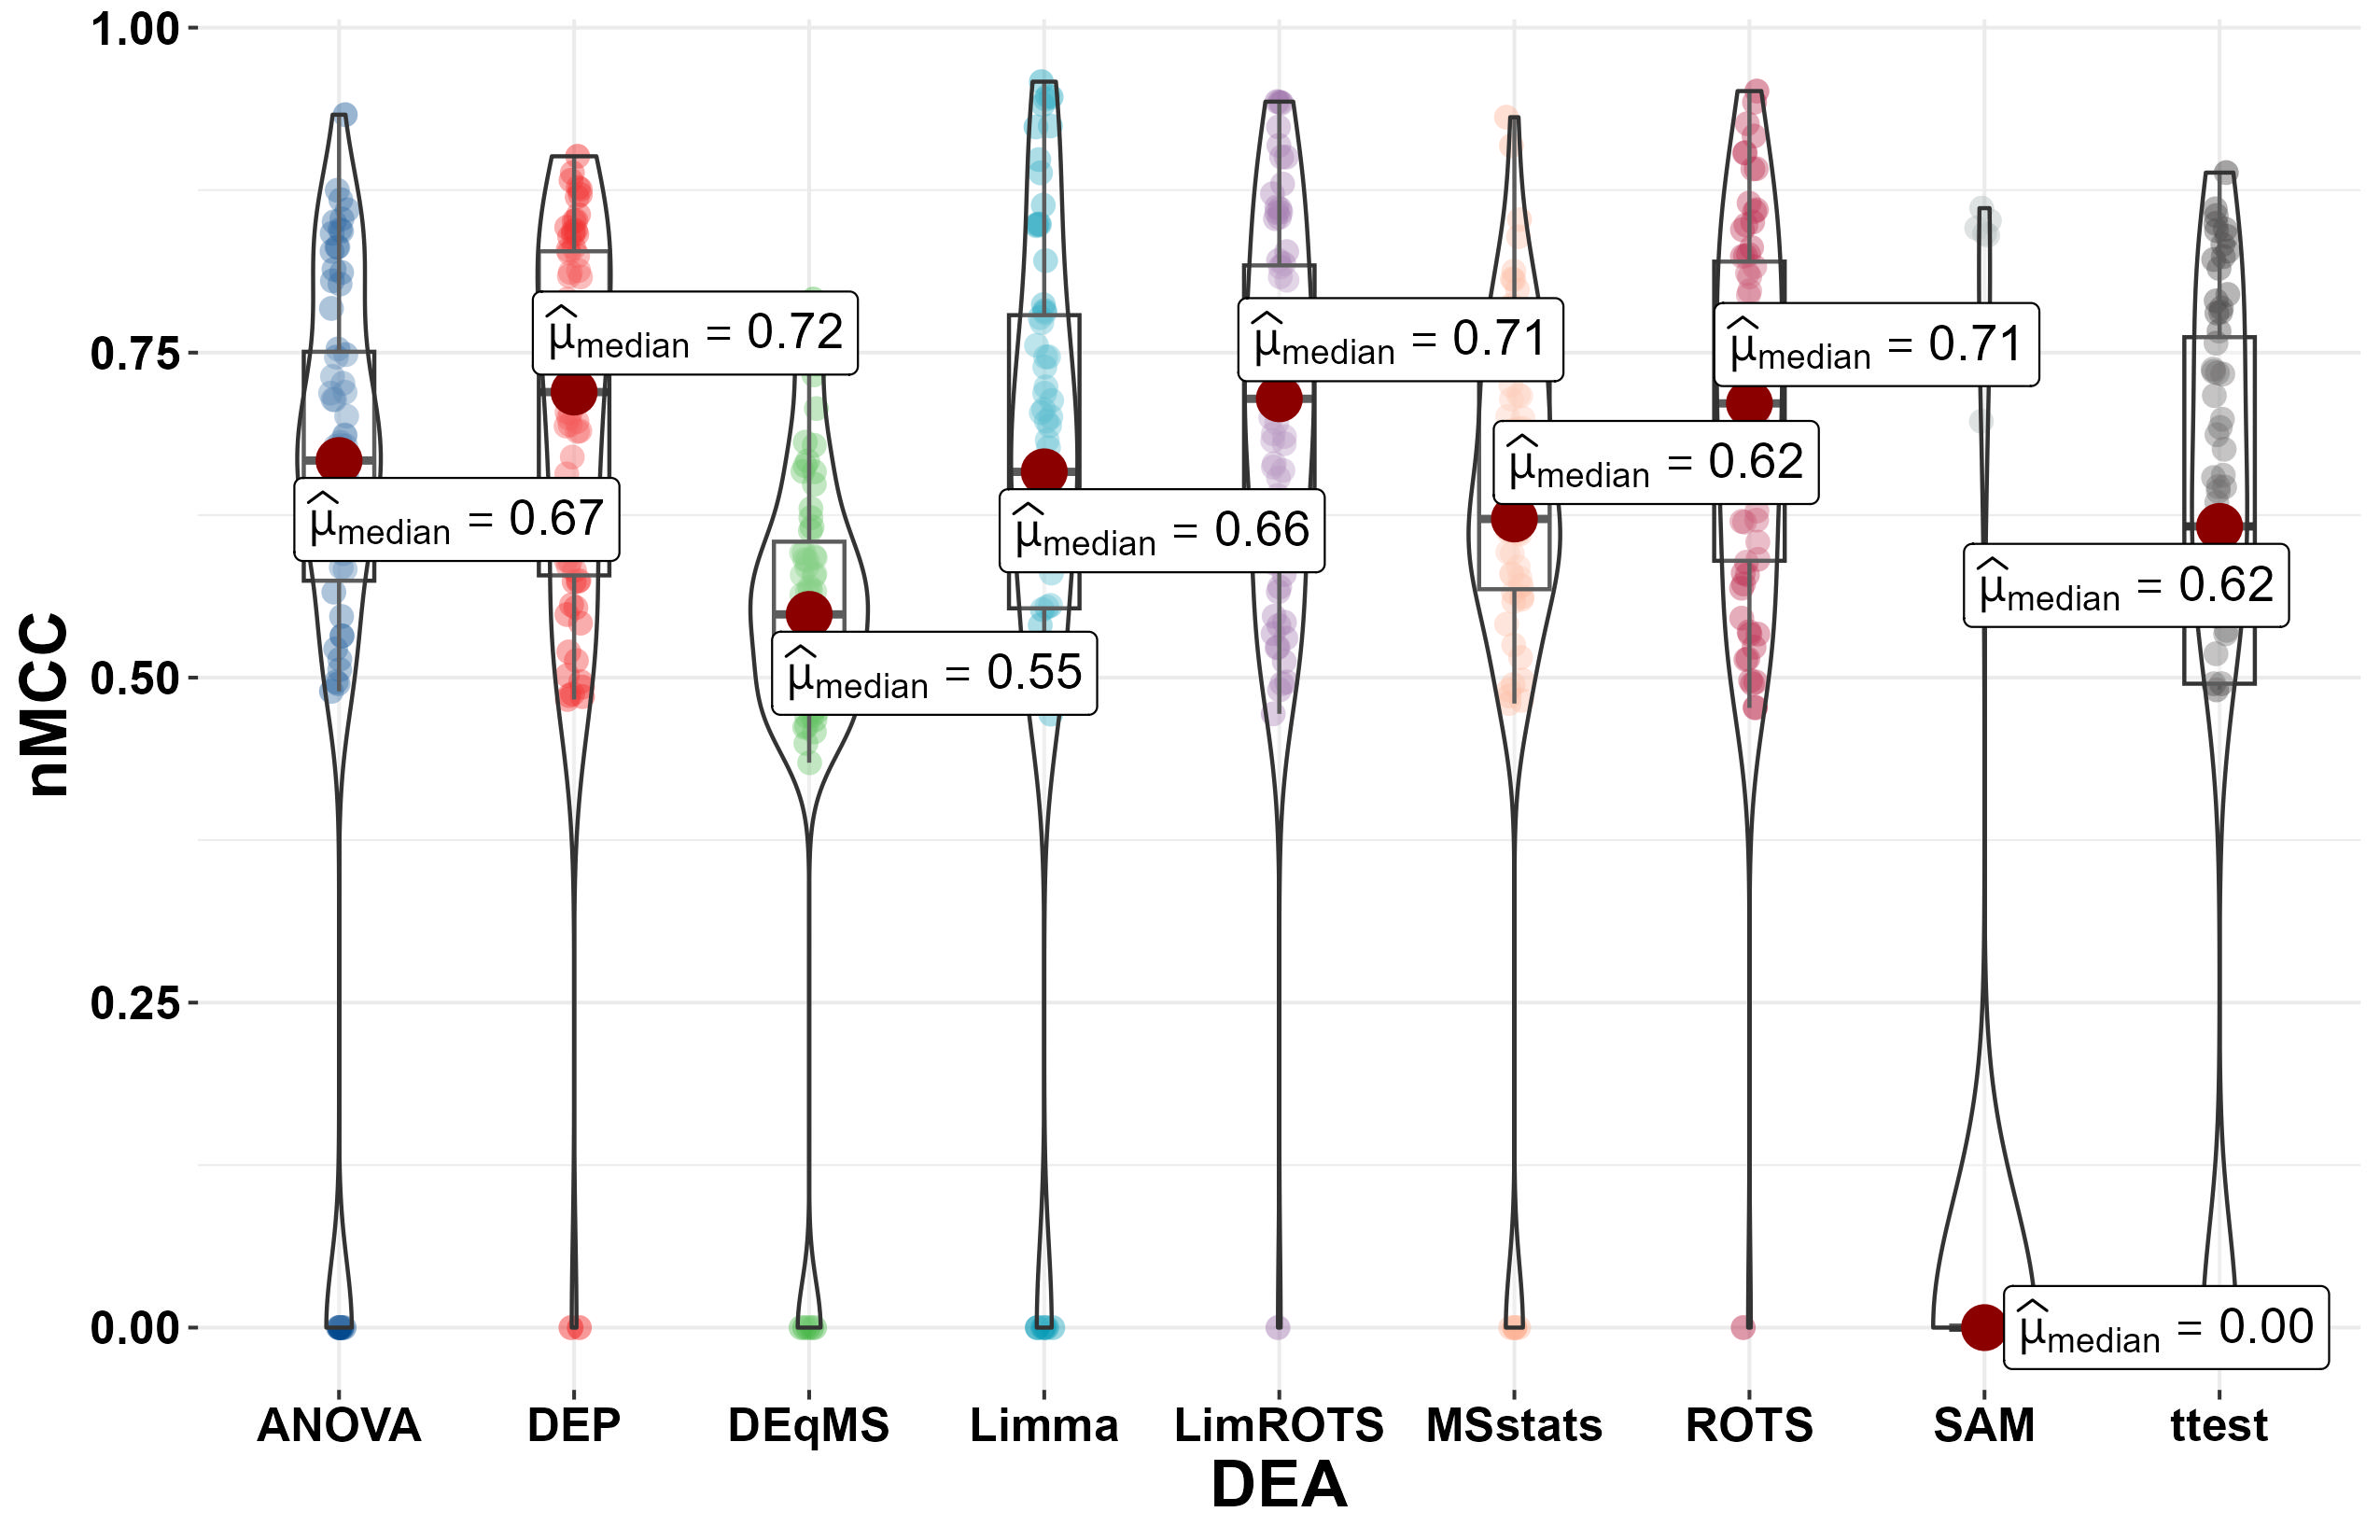 1.00
0.75
0.50
0.25
0.00
nMCC
μ̂median = 0.67
μ̂median = 0.72
μ̂median = 0.55
μ̂median = 0.66
μ̂median = 0.71
μ̂median = 0.62
μ̂median = 0.71
μ̂median = 0.00
μ̂median = 0.62
ANOVA DEP DEqMS Limma LimROTS MSstats ROTS SAM ttest
DEA